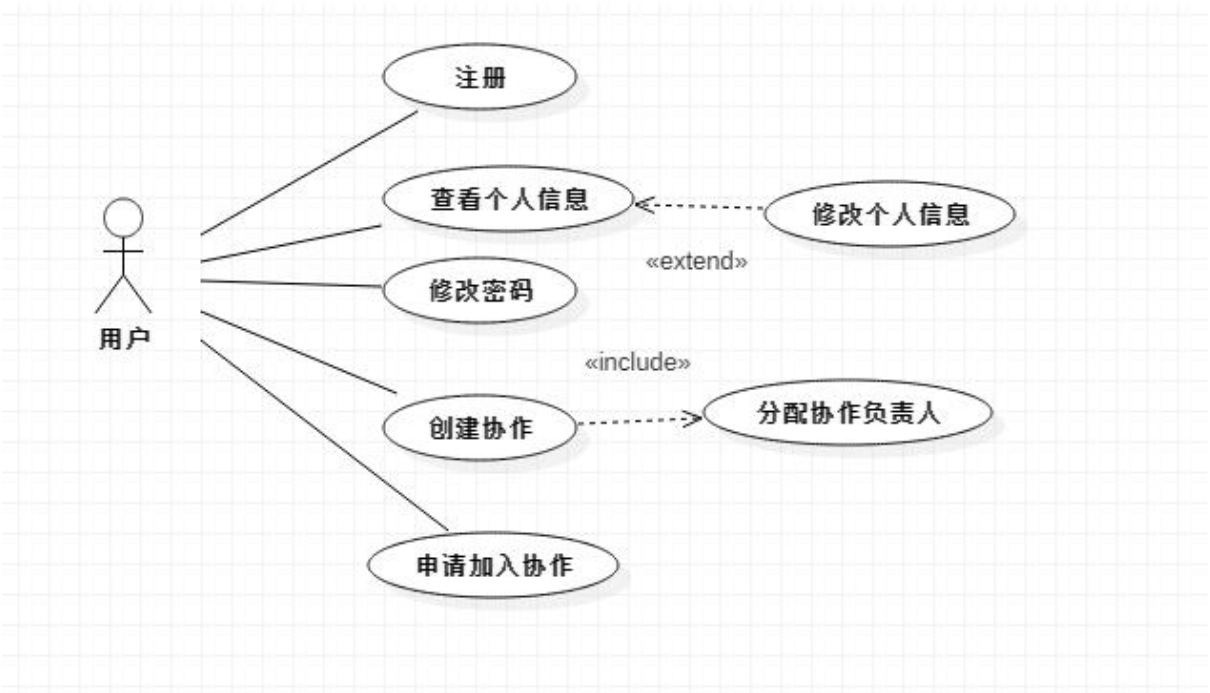 注册
查看个人信息
修改个人信息
«extend»
修改密码
用户
«include»
分配协作负责人
创建协作
申请加入协作